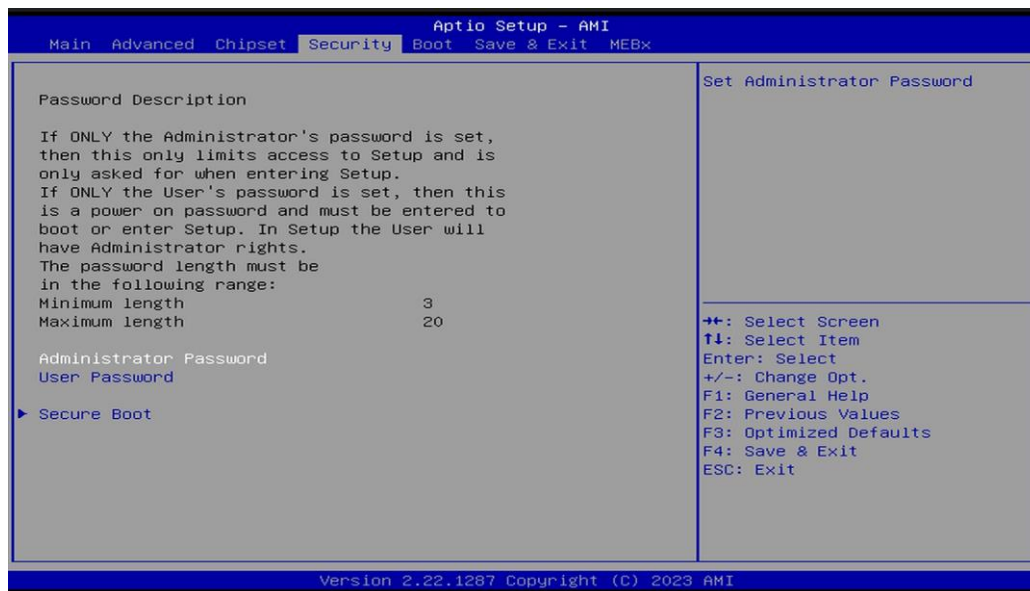 Aptio Setup – AMI
Main Advanced Chipset Security Boot Save & Exit MEBx
Password Description
If ONLY the Administrator's password is set,
then this only limits access to Setup and is
only asked for when entering Setup.
If ONLY the User's password is set, then this
is a power on password and must be entered to
boot or enter Setup. In Setup the User will
have Administrator rights.
The password length must be
in the following range:
Minimum length 3
Maximum length 20
Administrator Password
User Password
► Secure Boot
Set Administrator Password
→←: Select Screen
↑↓: Select Item
Enter: Select
+/-: Change Opt.
F1: General Help
F2: Previous Values
F3: Optimized Defaults
F4: Save & Exit
ESC: Exit
Version 2.22.1287 Copyright (C) 2023 AMI